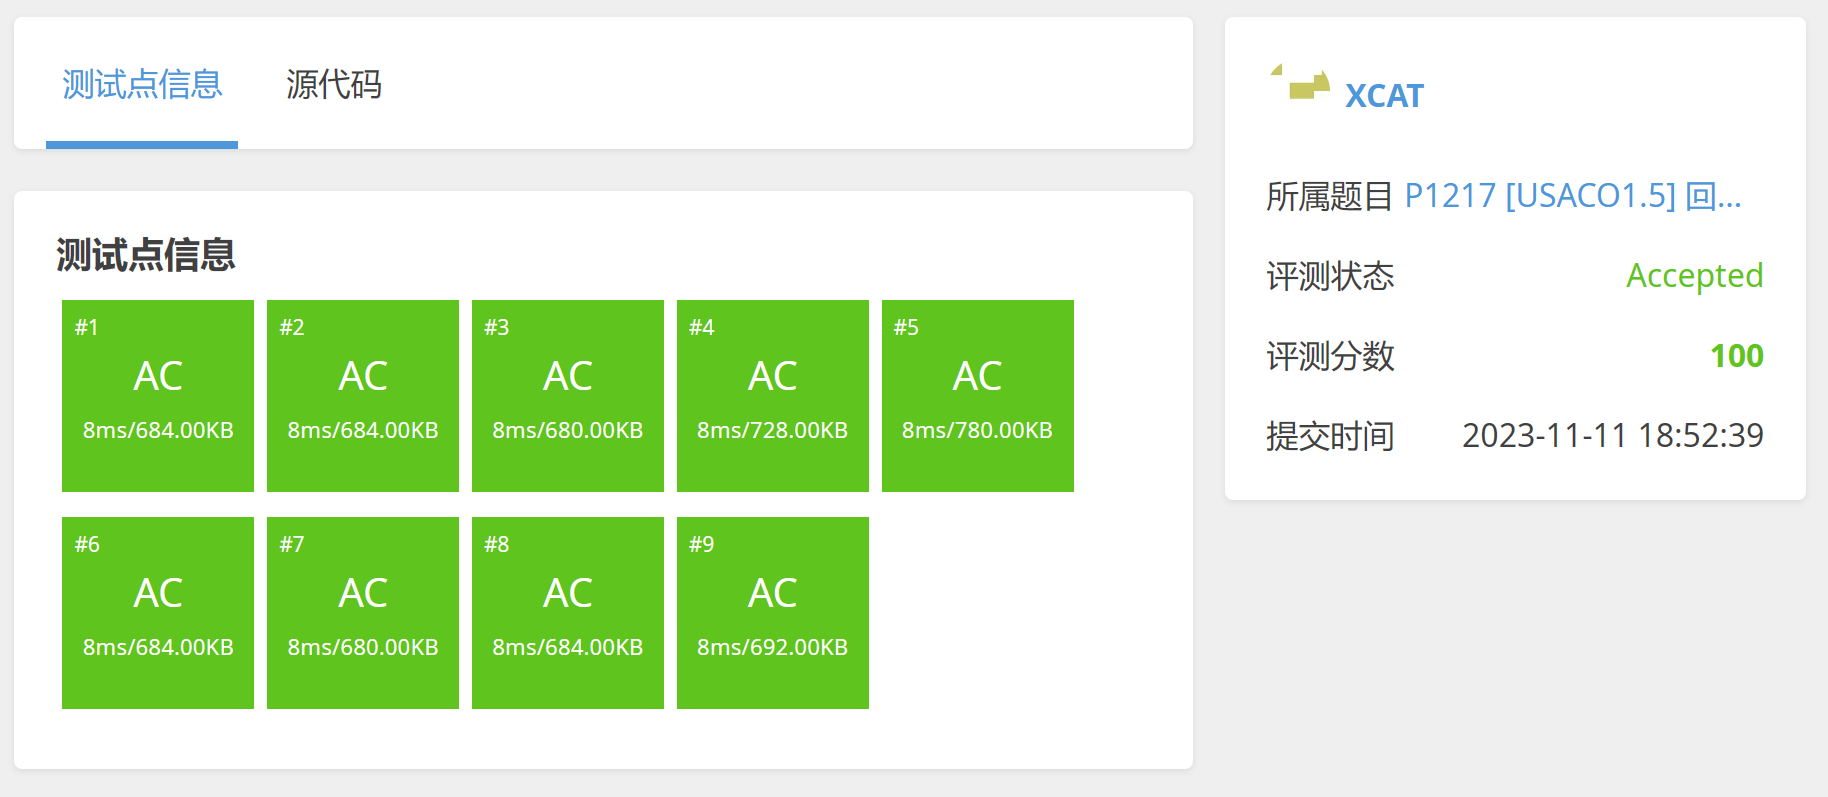 测试点信息 源代码
测试点信息
#1 #2 #3 #4 #5
AC AC AC AC AC
8ms/684.00KB 8ms/684.00KB 8ms/680.00KB 8ms/728.00KB 8ms/780.00KB
#6 #7 #8 #9
AC AC AC AC
8ms/684.00KB 8ms/680.00KB 8ms/684.00KB 8ms/692.00KB
XCAT
所属题目 P1217 [USACO1.5] 回...
评测状态 Accepted
评测分数 100
提交时间 2023-11-11 18:52:39